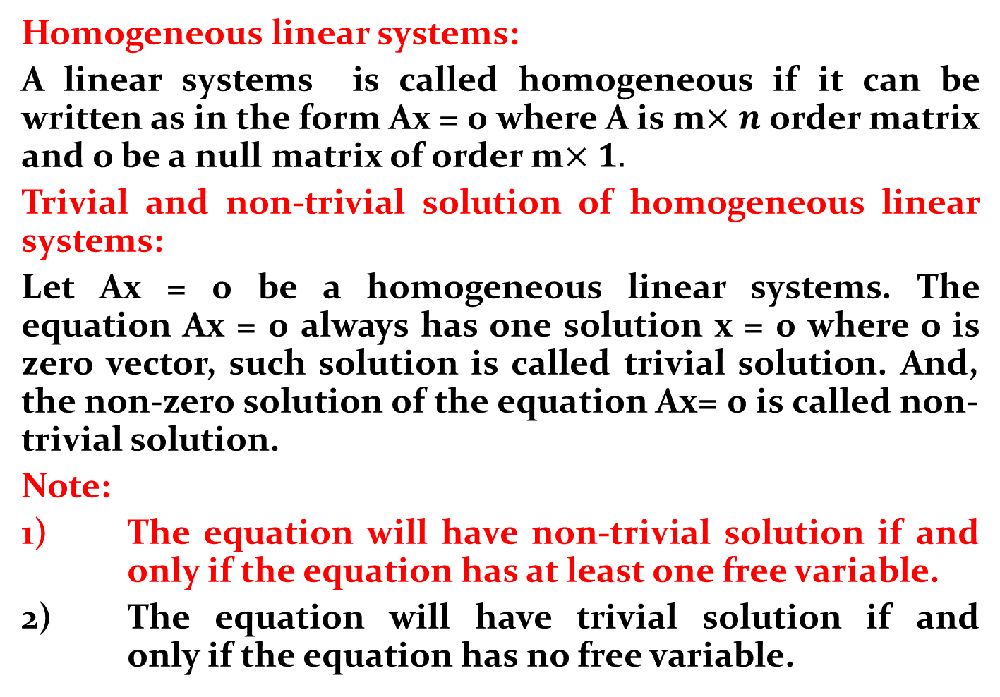 Homogeneous linear systems:
A linear systems is called homogeneous if it can be
written as in the form Ax = 0 where A is m× n order matrix
and 0 be a null matrix of order m× 1.
Trivial and non-trivial solution of homogeneous linear
systems:
Let Ax = 0 be a homogeneous linear systems. The
equation Ax = 0 always has one solution x = 0 where 0 is
zero vector, such solution is called trivial solution. And,
the non-zero solution of the equation Ax= 0 is called non-
trivial solution.
Note:
1) The equation will have non-trivial solution if and
only if the equation has at least one free variable.
2) The equation will have trivial solution if and
only if the equation has no free variable.